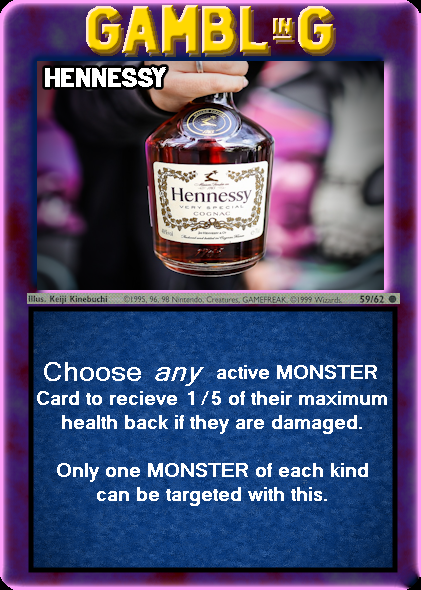 GAMBLING
HENNESSY
Hennessy
VERY SPECIAL
COGNAC
Illus. Keiji Kinebuchi ©1995, 96, 98 Nintendo, Creatures, GAMEFREAK. ©1999 Wizards. 59/62
Choose any active MONSTER
Card to recieve 1/5 of their maximum
health back if they are damaged.
Only one MONSTER of each kind
can be targeted with this.